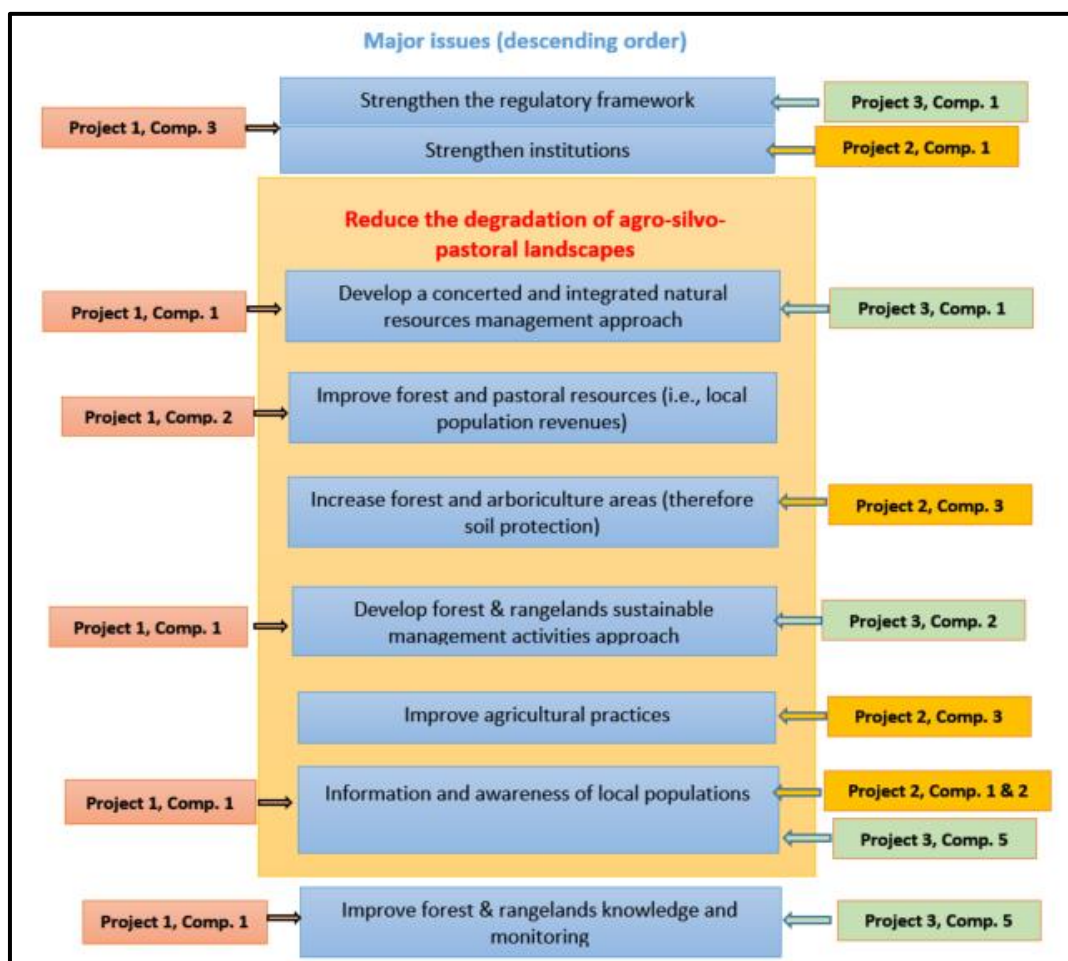 Major issues (descending order)
Strengthen the regulatory framework
Project 3, Comp. 1
Project 1, Comp. 3
Strengthen institutions
Project 2, Comp. 1
Reduce the degradation of agro-silvo-
pastoral landscapes
Project 1, Comp. 1
Develop a concerted and integrated natural
resources management approach
Project 3, Comp. 1
Project 1, Comp. 2
Improve forest and pastoral resources (i.e., local
population revenues)
Increase forest and arboriculture areas (therefore
soil protection)
Project 2, Comp. 3
Project 1, Comp. 1
Develop forest & rangelands sustainable
management activities approach
Project 3, Comp. 2
Improve agricultural practices
Project 2, Comp. 3
Project 1, Comp. 1
Information and awareness of local populations
Project 2, Comp. 1 & 2
Project 3, Comp. 5
Project 1, Comp. 1
Improve forest & rangelands knowledge and
monitoring
Project 3, Comp. 5